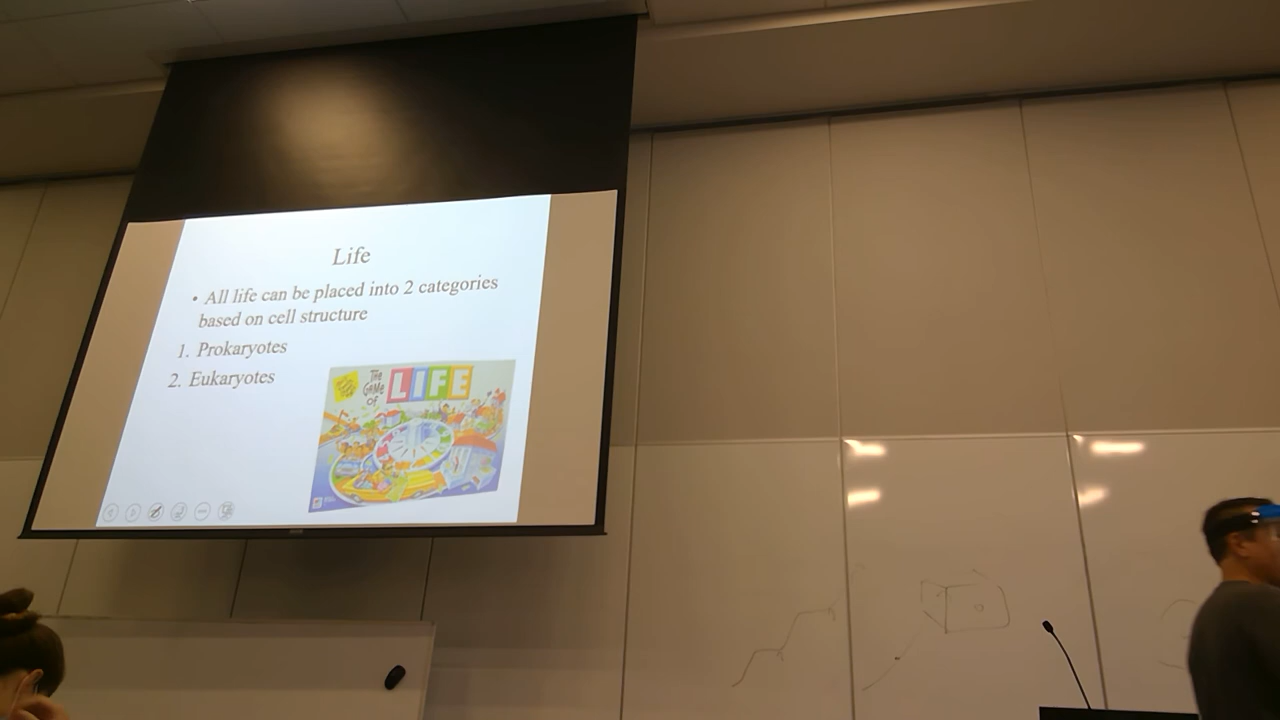 Life
• All life can be placed into 2 categories
based on cell structure
1. Prokaryotes
2. Eukaryotes
THE
GAME
OF
LIFE